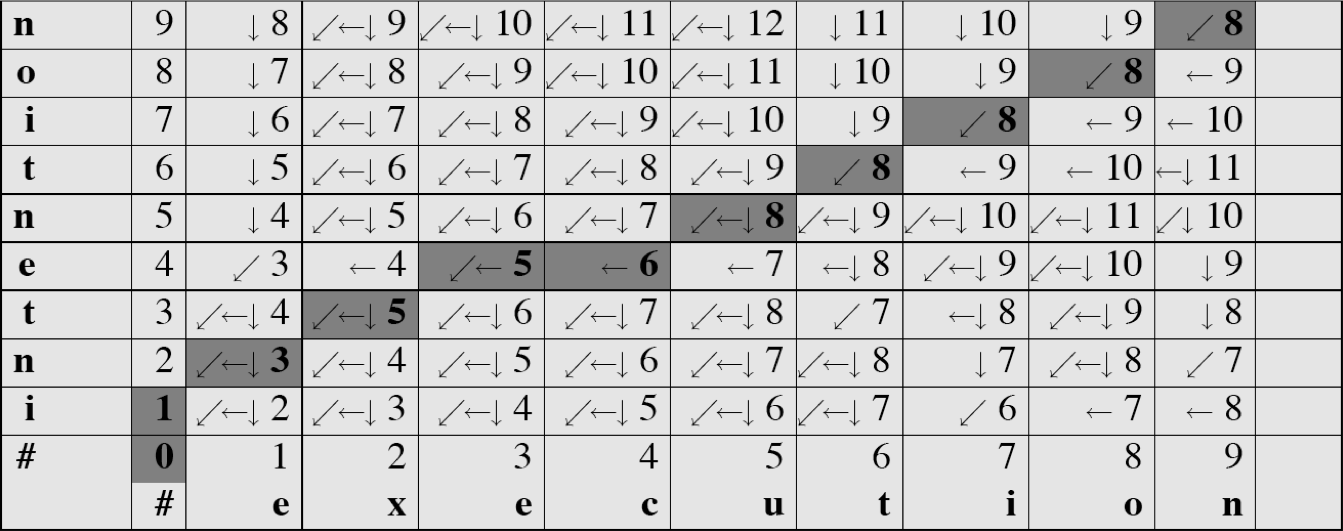 n 9 ↓ 8 ↙←↓ 9 ↙←↓ 10 ↙←↓ 11 ↙←↓ 12 ↓ 11 ↓ 10 ↓ 9 ↙ 8
o 8 ↓ 7 ↙←↓ 8 ↙←↓ 9 ↙←↓ 10 ↙←↓ 11 ↓ 10 ↓ 9 ↙ 8 ← 9
i 7 ↓ 6 ↙←↓ 7 ↙←↓ 8 ↙←↓ 9 ↙←↓ 10 ↓ 9 ↙ 8 ← 9 ← 10
t 6 ↓ 5 ↙←↓ 6 ↙←↓ 7 ↙←↓ 8 ↙←↓ 9 ↙ 8 ← 9 ← 10 ←↓ 11
n 5 ↓ 4 ↙←↓ 5 ↙←↓ 6 ↙←↓ 7 ↙←↓ 8 ↙←↓ 9 ↙←↓ 10 ↙←↓ 11 ↙↓ 10
e 4 ↙ 3 ← 4 ↙← 5 ← 6 ← 7 ←↓ 8 ↙←↓ 9 ↙←↓ 10 ↓ 9
t 3 ↙←↓ 4 ↙←↓ 5 ↙←↓ 6 ↙←↓ 7 ↙←↓ 8 ↙ 7 ←↓ 8 ↙←↓ 9 ↓ 8
n 2 ↙←↓ 3 ↙←↓ 4 ↙←↓ 5 ↙←↓ 6 ↙←↓ 7 ↙←↓ 8 ↓ 7 ↙←↓ 8 ↙ 7
i 1 ↙←↓ 2 ↙←↓ 3 ↙←↓ 4 ↙←↓ 5 ↙←↓ 6 ↙←↓ 7 ↙ 6 ← 7 ← 8
# 0 1 2 3 4 5 6 7 8 9
# e x e c u t i o n